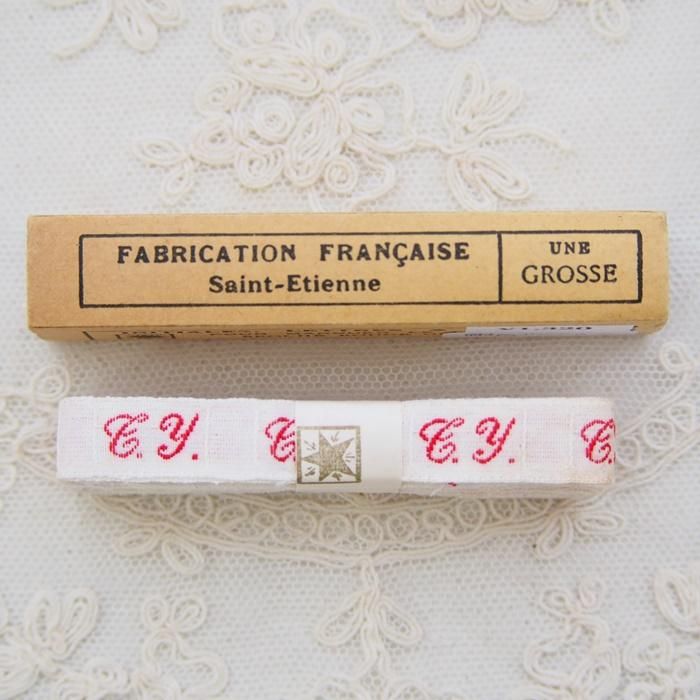 FABRICATION FRANÇAISE
Saint-Etienne
UNE
GROSSE
C. Y. C. Y. C.